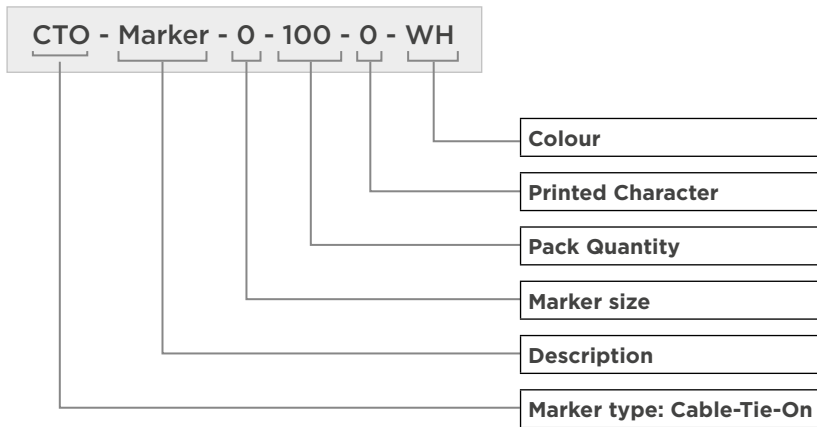 CTO - Marker - 0 - 100 - 0 - WH
Colour
Printed Character
Pack Quantity
Marker size
Description
Marker type: Cable-Tie-On